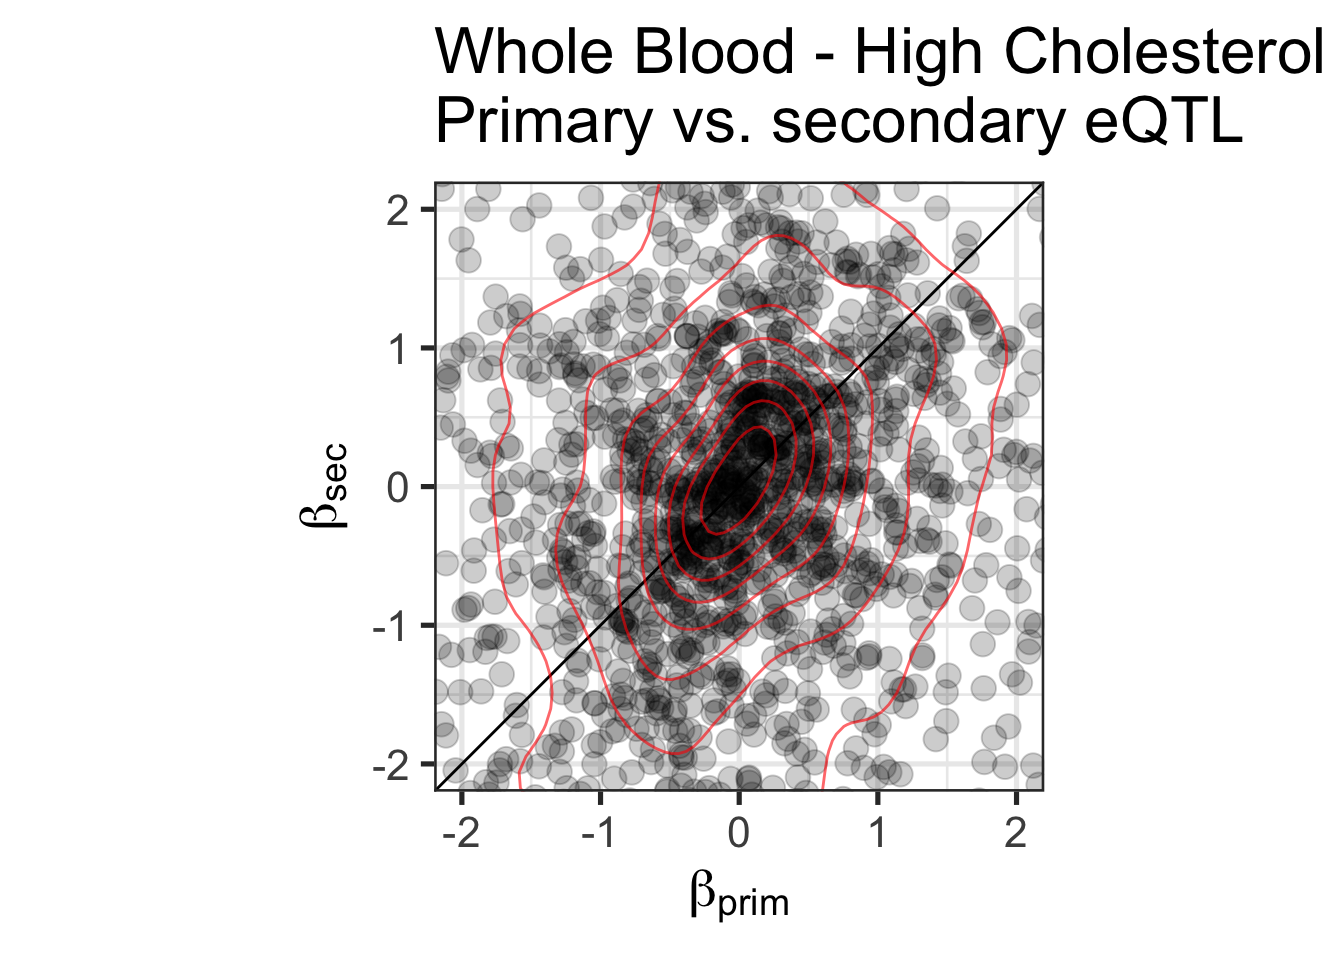 Whole Blood - High Cholesterol
Primary vs. secondary eQTL
2
1
0
-1
-2
βsec
-2 -1 0 1 2
βprim